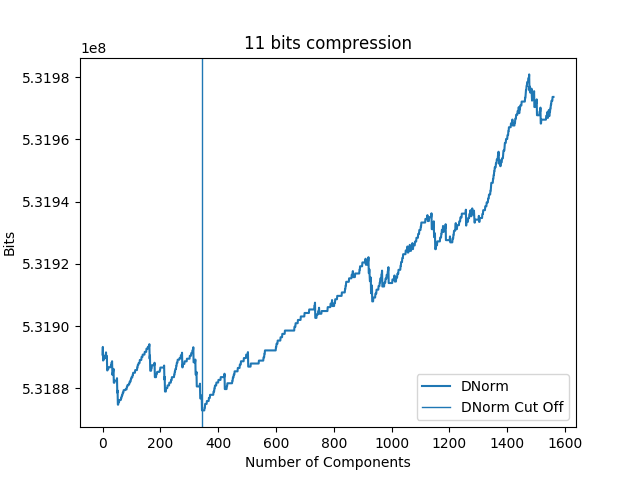 11 bits compression
1e8
5.3198
5.3196
5.3194
5.3192
5.3190
5.3188
Bits
0 200 400 600 800 1000 1200 1400 1600
Number of Components
DNorm
DNorm Cut Off